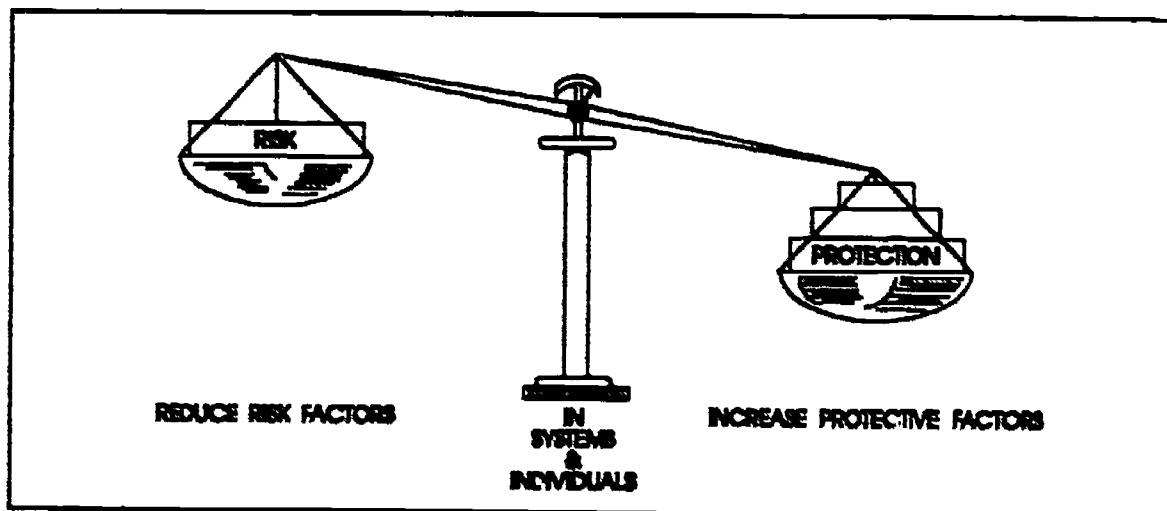 RISK
PROTECTION
REDUCE RISK FACTORS
IN
SYSTEMS
&
INDIVIDUALS
INCREASE PROTECTIVE FACTORS